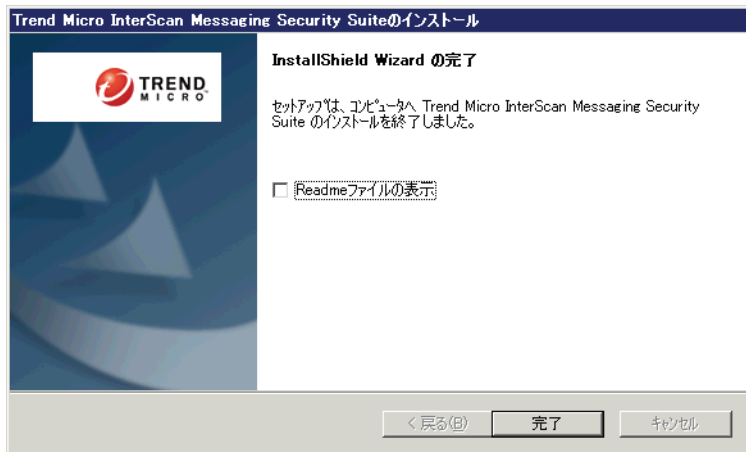 Trend Micro InterScan Messaging Security Suiteのインストール
TREND
MICRO
InstallShield Wizard の完了
セットアップは、コンピュータへ Trend Micro InterScan Messaging Security
Suite のインストールを終了しました。
Readmeファイルの表示
< 戻る(B)
完了
キャンセル